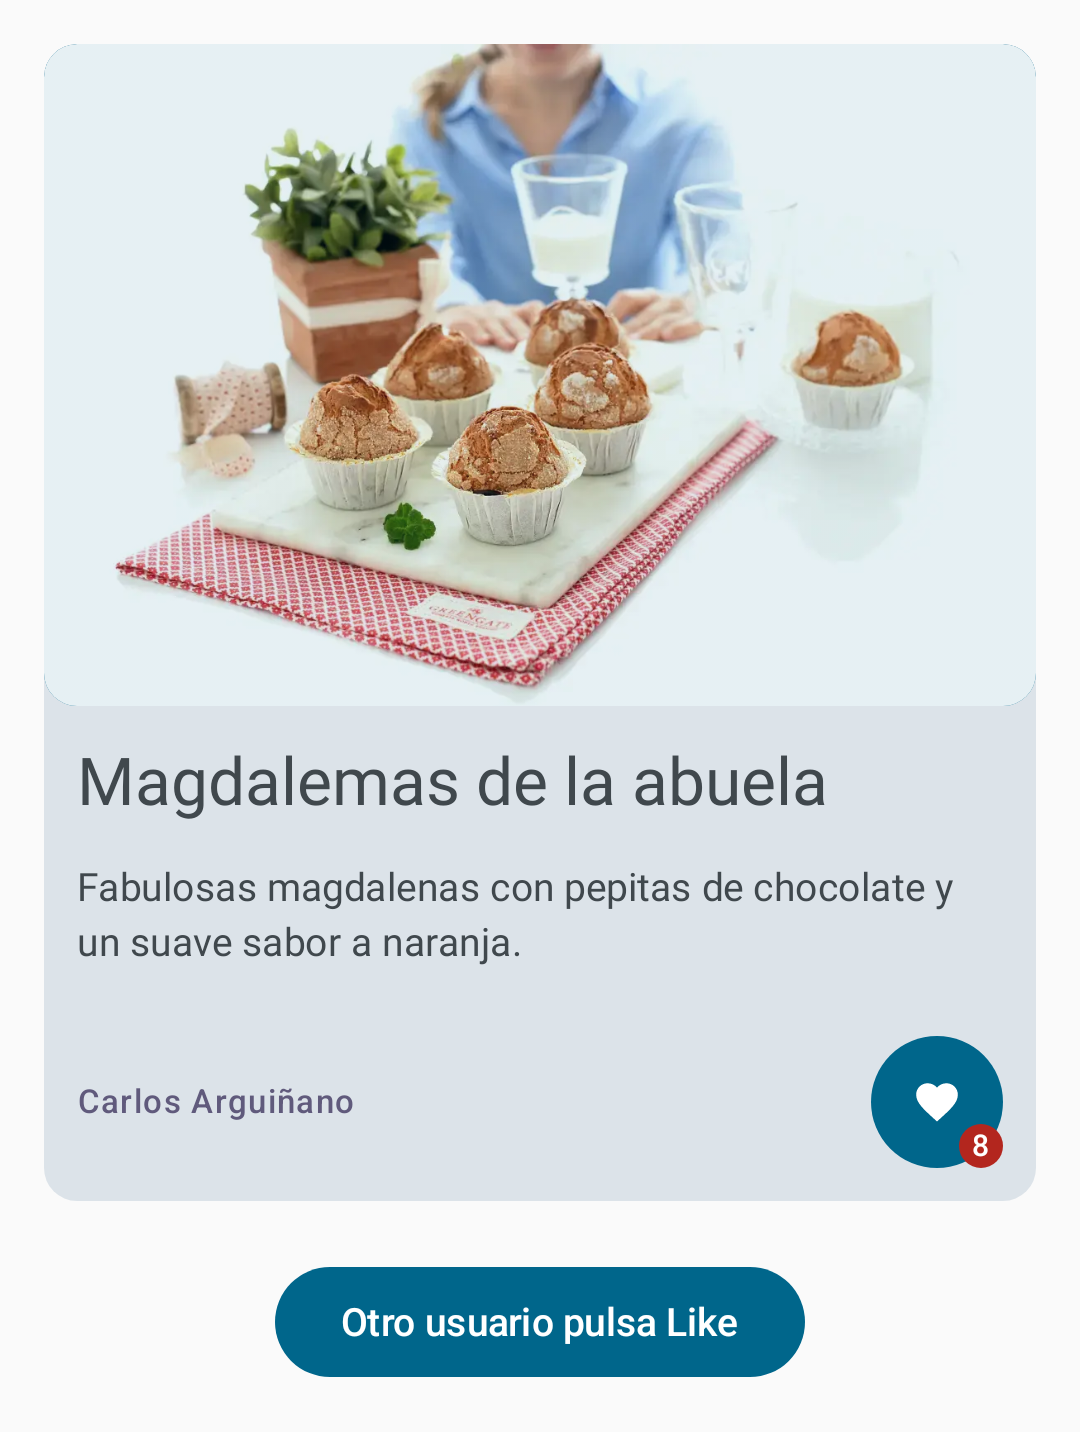 GREENGATE
Magdalemas de la abuela
Fabulosas magdalenas con pepitas de chocolate y
un suave sabor a naranja.
Carlos Arguiñano
8
Otro usuario pulsa Like